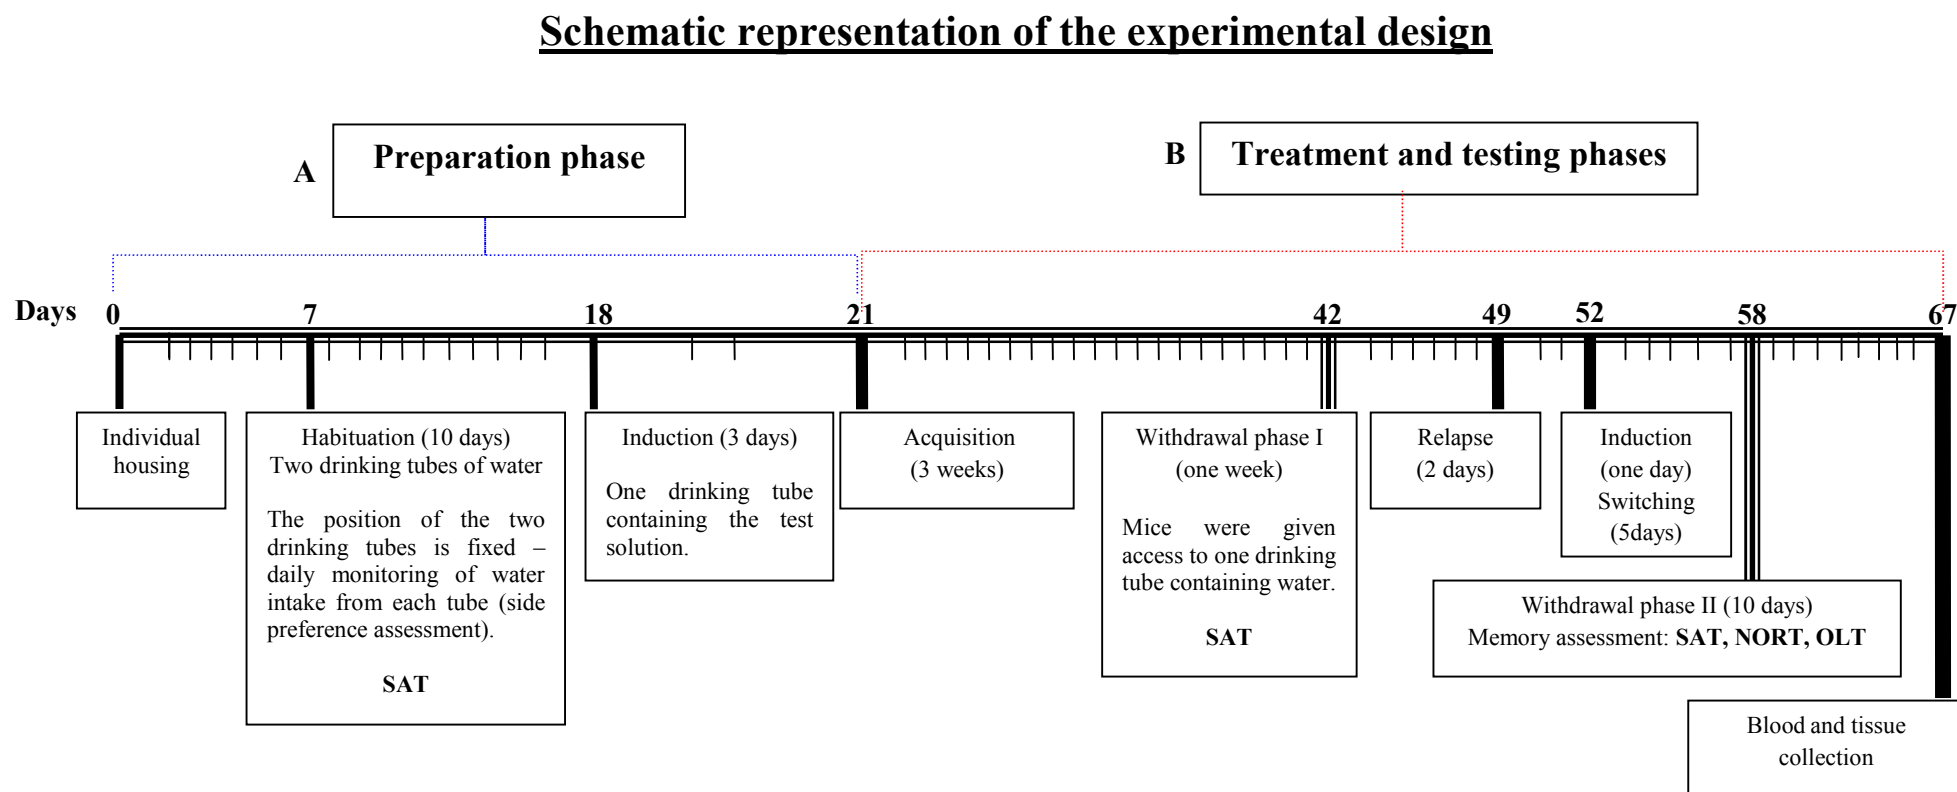 Schematic representation of the experimental design
A
Preparation phase
B
Treatment and testing phases
Days 0 7 18 21 42 49 52 58 67
Individual
housing
Habituation (10 days)
Two drinking tubes of water
The position of the two
drinking tubes is fixed –
daily monitoring of water
intake from each tube (side
preference assessment).
SAT
Induction (3 days)
One drinking tube
containing the test
solution.
Acquisition
(3 weeks)
Withdrawal phase I
(one week)
Mice were given
access to one drinking
tube containing water.
SAT
Relapse
(2 days)
Induction
(one day)
Switching
(5days)
Withdrawal phase II (10 days)
Memory assessment: SAT, NORT, OLT
Blood and tissue
collection